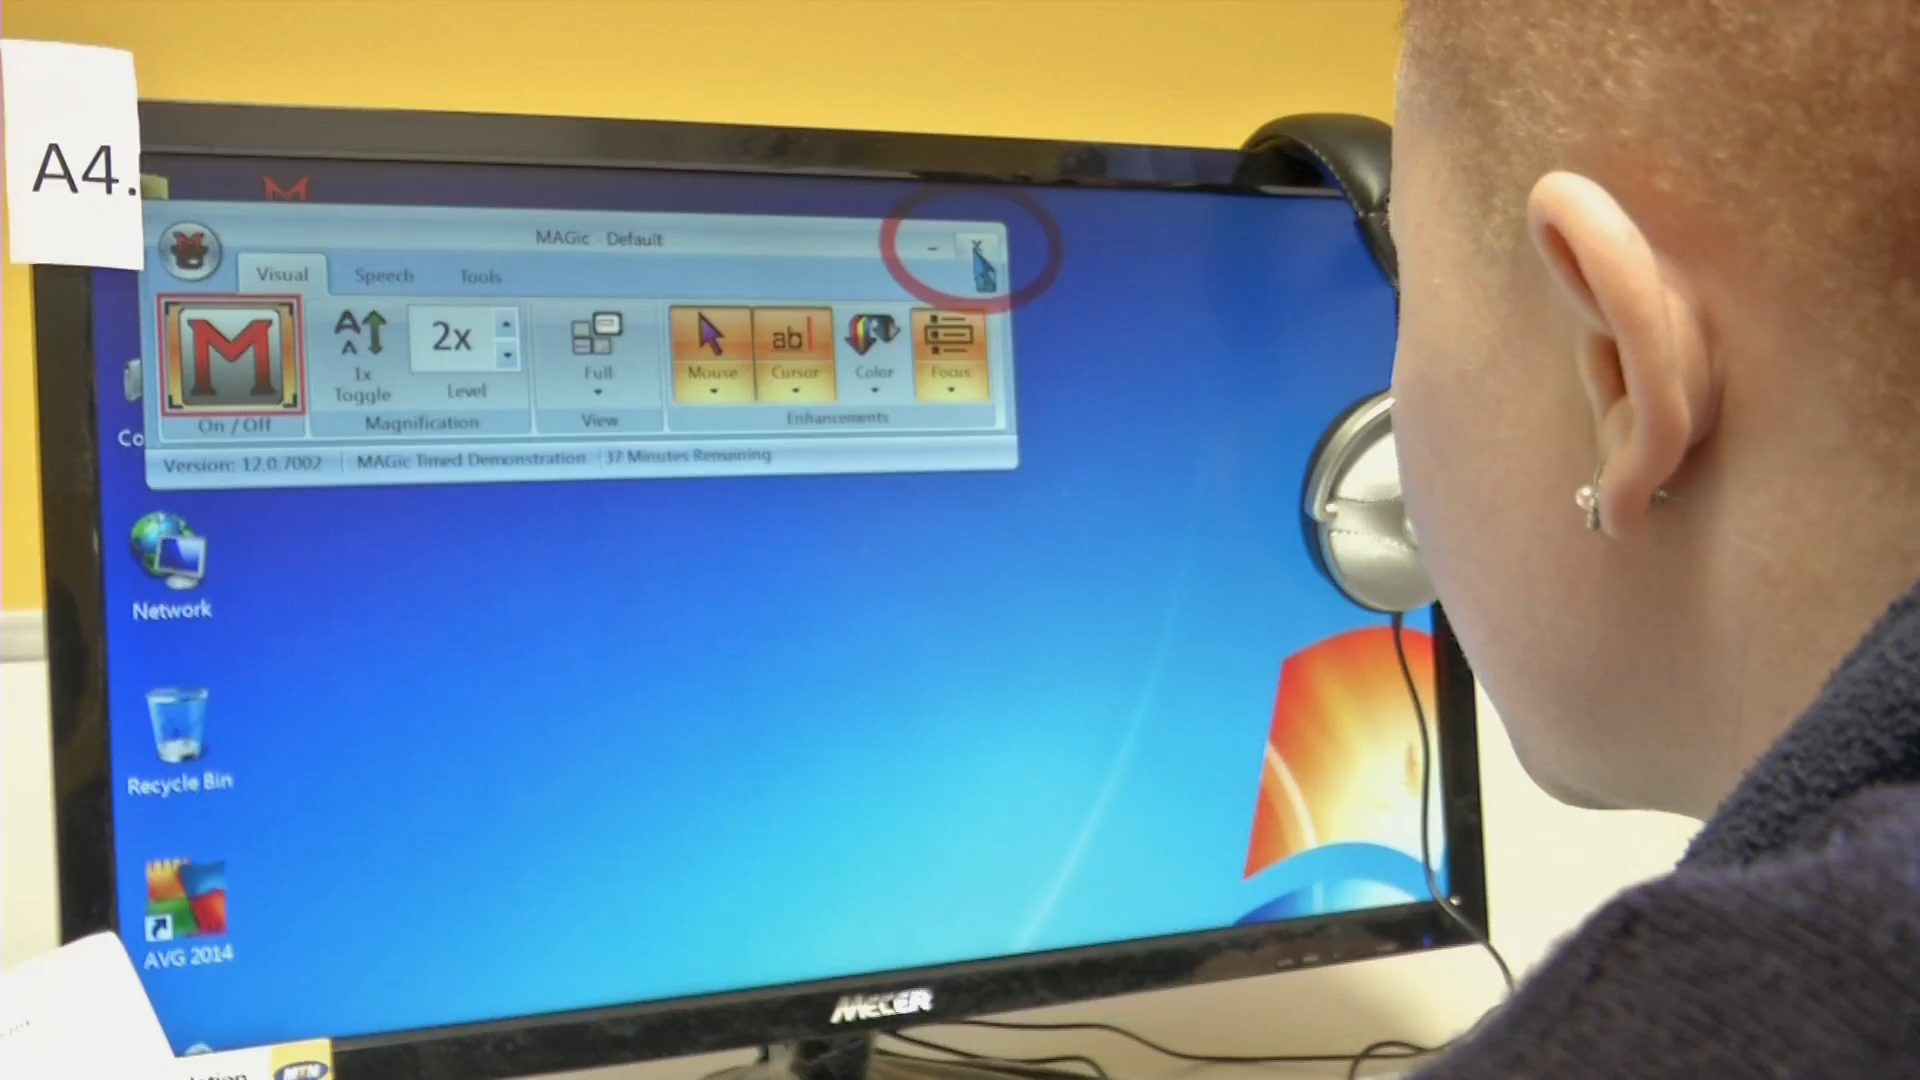 A4.
MAGic Default
Visual Speech Tools
2x
1x
Toggle
Level
Full
Mouse
Cursor
Color
Focus
On / Off
Magnification
View
Enhancements
Version: 12.0.7002 MAGic Timed Demonstration 37 Minutes Remaining
Network
Recycle Bin
AVG 2014
MECER
MTN